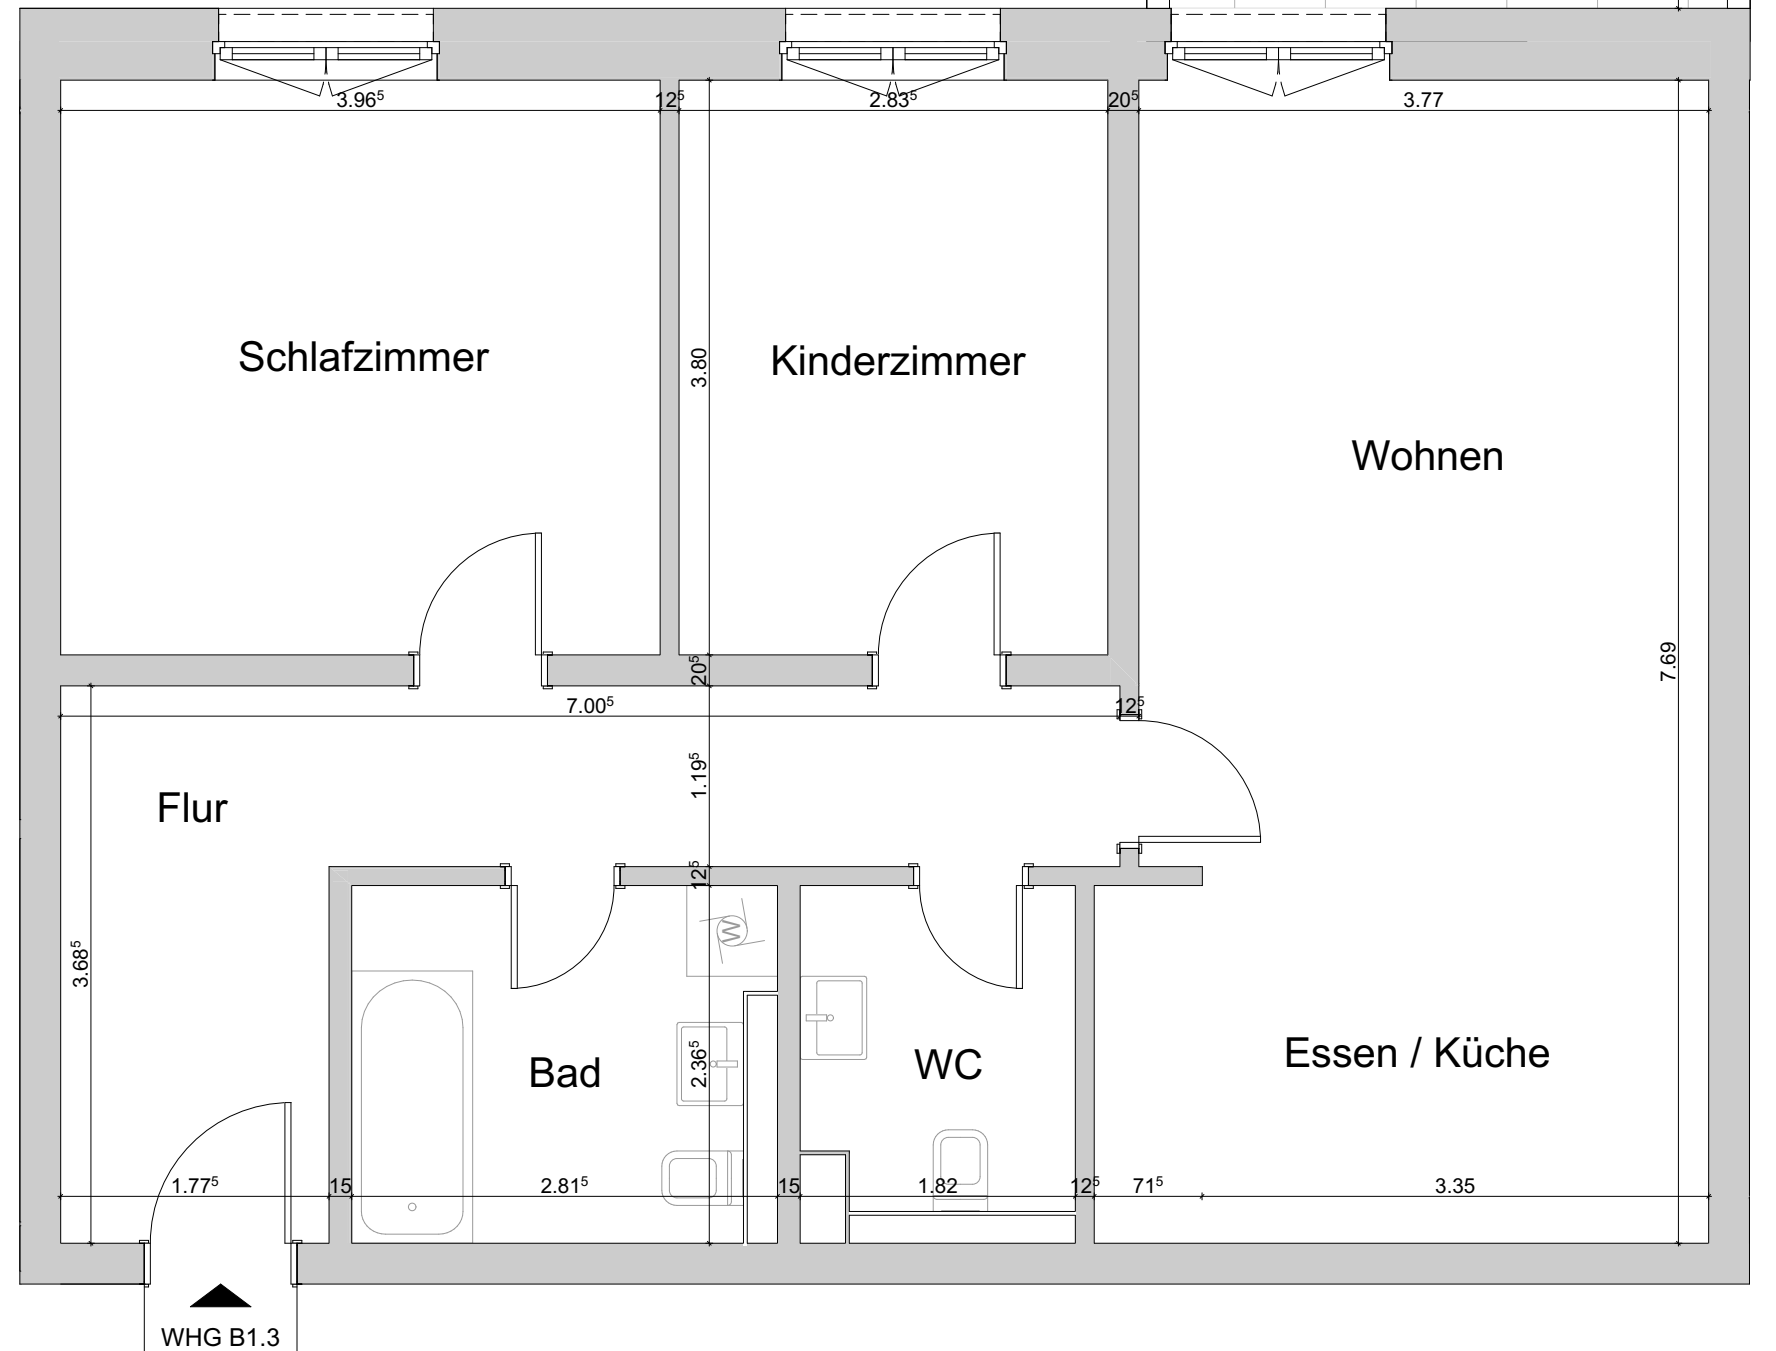 3.96⁵ 12⁵ 2.83⁵ 20⁵ 3.77
Schlafzimmer
3.80
Kinderzimmer
Wohnen
7.69
20⁵
7.00⁵ 12⁵
1.19⁵
Flur
12⁵
W
3.68⁵
Bad
2.36⁵
WC
Essen / Küche
1.77⁵ 15 2.81⁵ 15 1.82 12⁵ 71⁵ 3.35
WHG B1.3